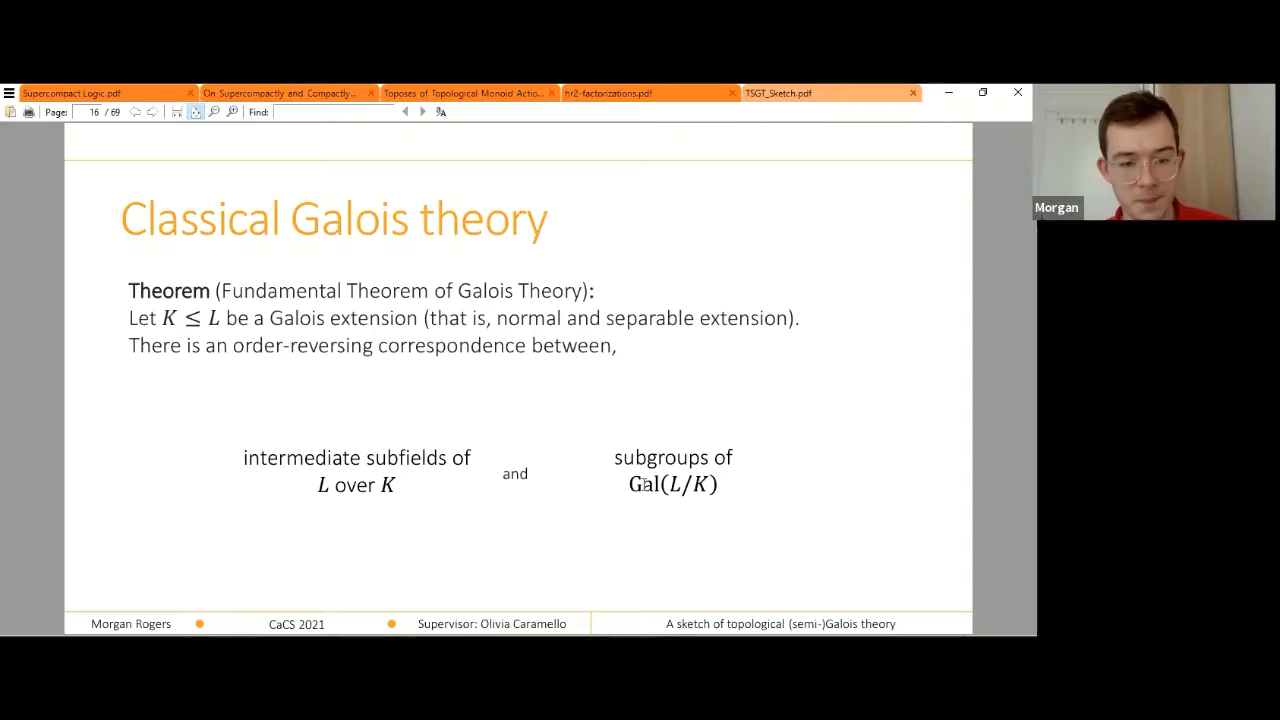 Supercompact Logic.pdf
On Supercompactly and Compactly...
Toposes of Topological Monoid Actio...
hr2-factorizations.pdf
TSGT_Sketch.pdf
Page: 16 / 69 Find:
Morgan
Classical Galois theory
Theorem (Fundamental Theorem of Galois Theory):
Let K ≤ L be a Galois extension (that is, normal and separable extension).
There is an order-reversing correspondence between,
intermediate subfields of
L over K
and
subgroups of
Gal(L/K)
Morgan Rogers CaCS 2021 Supervisor: Olivia Caramello A sketch of topological (semi-)Galois theory